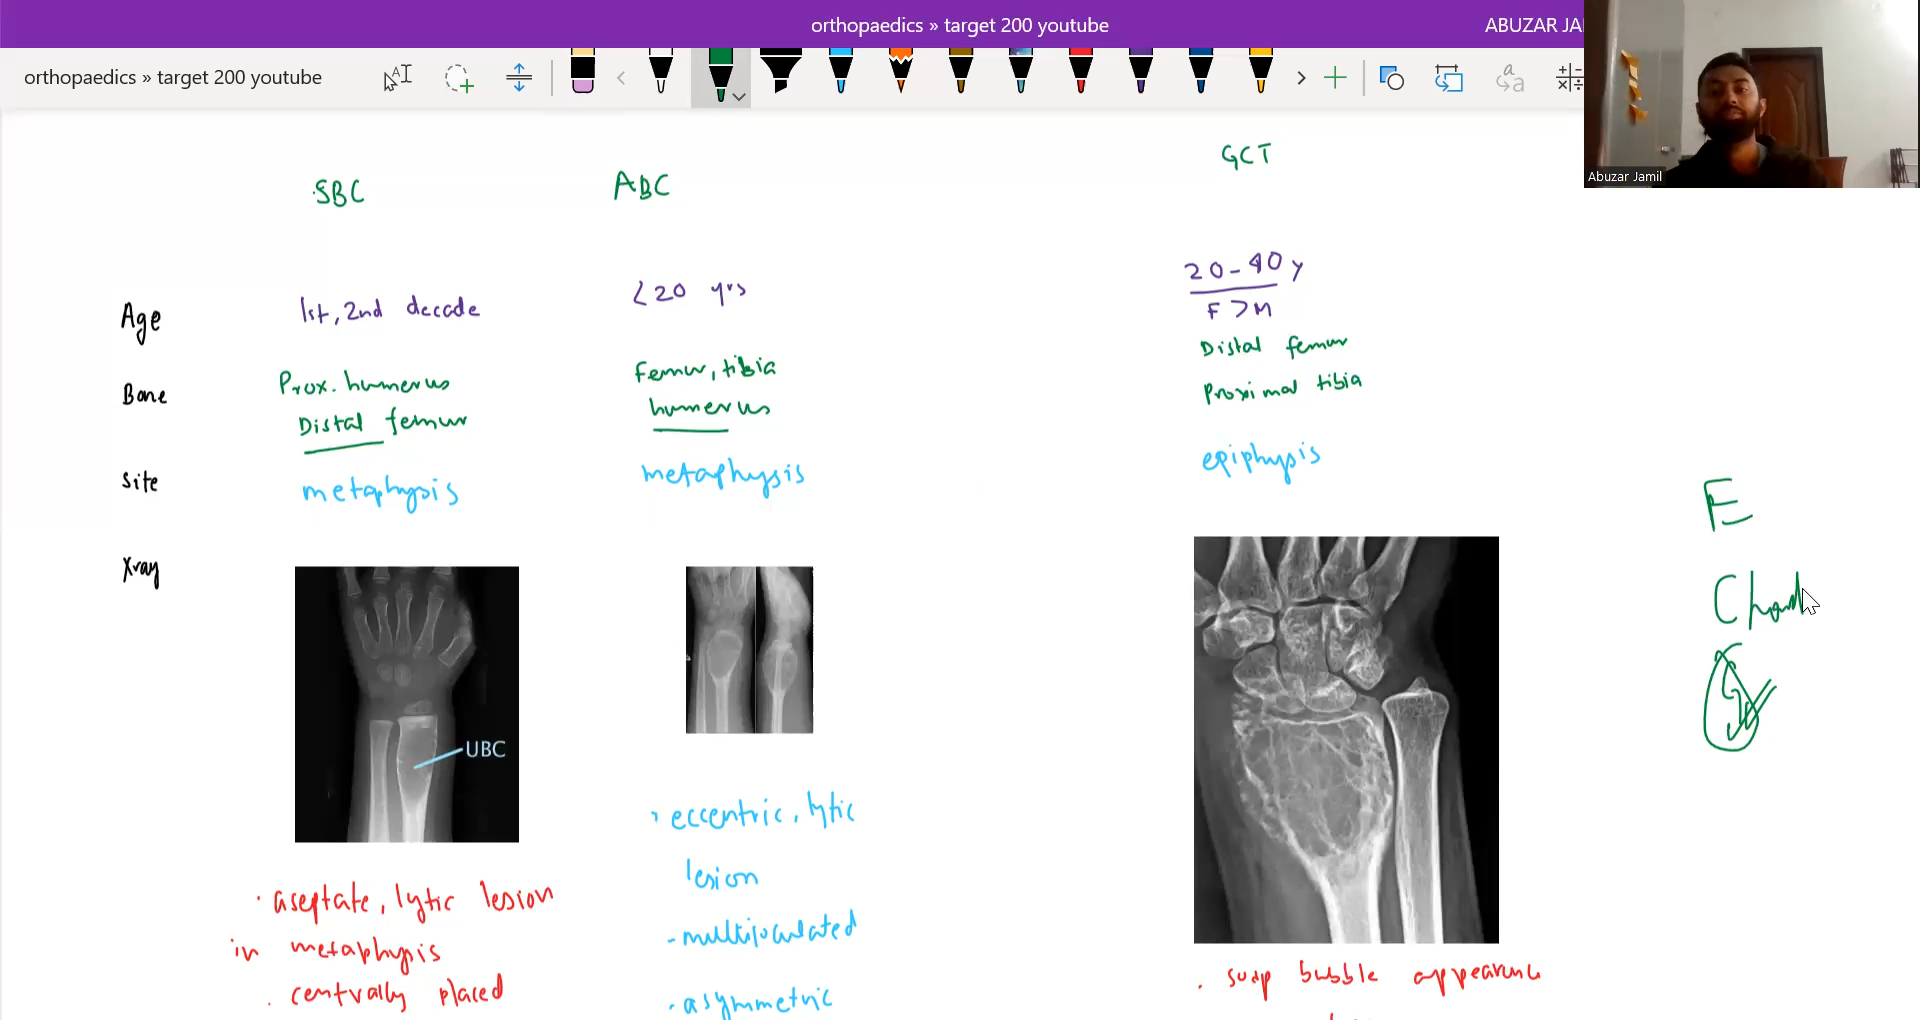 orthopaedics » target 200 youtube
ABUZAR JA
orthopaedics » target 200 youtube
Abuzar Jamil
SBC
ABC
GCT
Age
1st, 2nd decade
<20 yrs
20-40 y
F > M
Bone
Prox. humerus
Distal femur
Femur, tibia
humerus
Distal femur
Proximal tibia
Site
metaphysis
metaphysis
epiphysis
Xray
UBC
E
Chond
· aseptate, lytic lesion
in metaphysis
· centrally placed
· eccentric, lytic
lesion
- multiloculated
· asymmetric
· soap bubble appearance